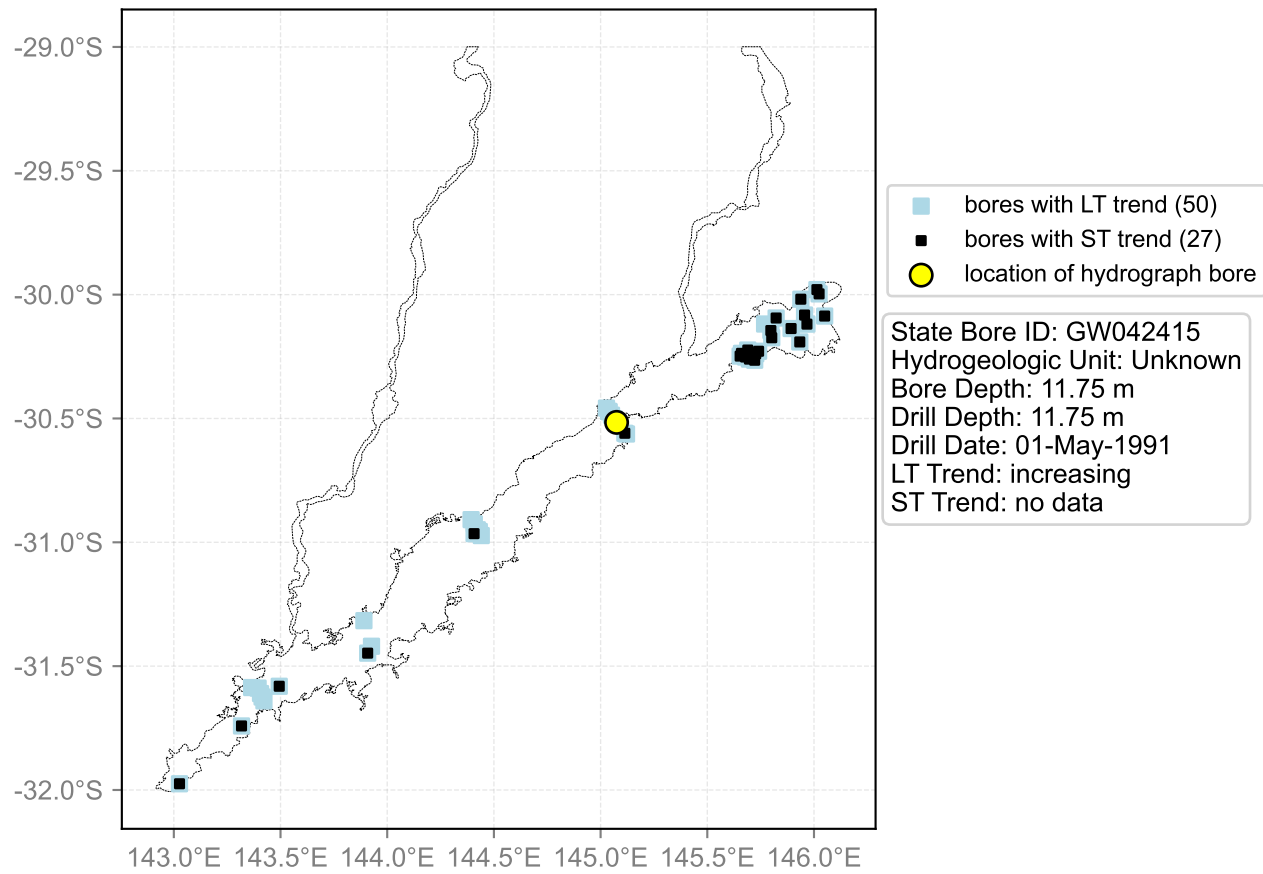 -29.0°S
-29.5°S
-30.0°S
-30.5°S
-31.0°S
-31.5°S
-32.0°S
143.0°E 143.5°E 144.0°E 144.5°E 145.0°E 145.5°E 146.0°E
bores with LT trend (50)
bores with ST trend (27)
location of hydrograph bore
State Bore ID: GW042415
Hydrogeologic Unit: Unknown
Bore Depth: 11.75 m
Drill Depth: 11.75 m
Drill Date: 01-May-1991
LT Trend: increasing
ST Trend: no data